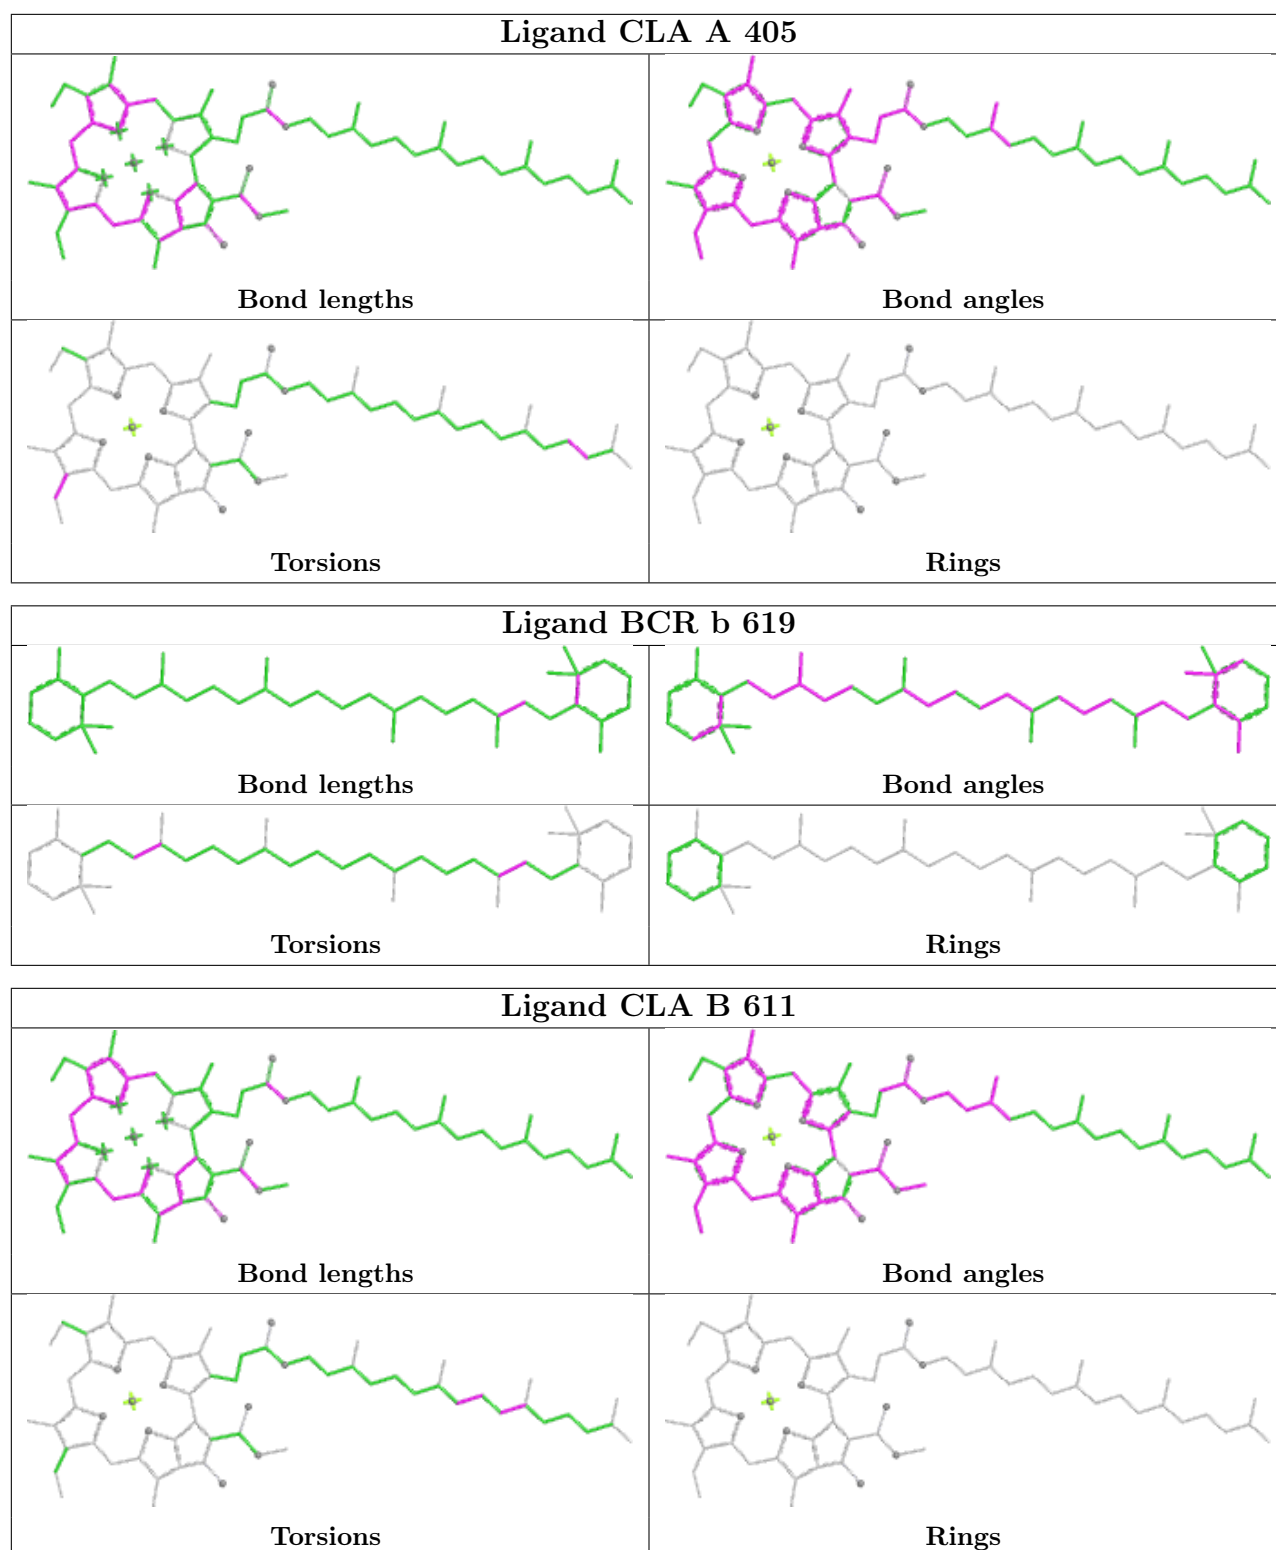 Ligand CLA A 405
Bond lengths
Bond angles
Torsions
Rings
Ligand BCR b 619
Bond lengths
Bond angles
Torsions
Rings
Ligand CLA B 611
Bond lengths
Bond angles
Torsions
Rings